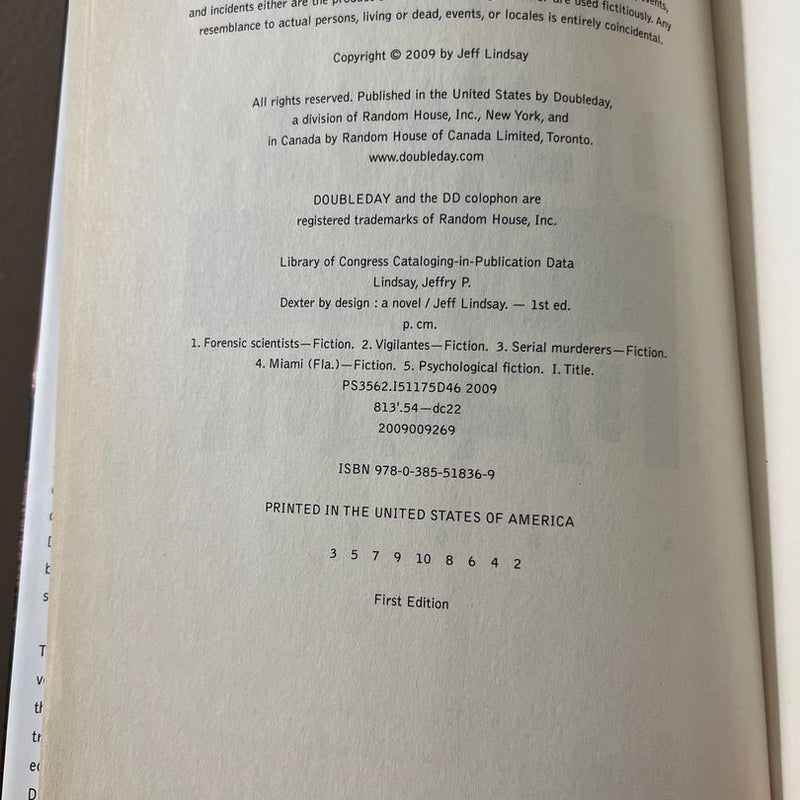 and incidents either are the used fictitiously. Any
resemblance to actual persons, living or dead, events, or locales is entirely coincidental.
Copyright © 2009 by Jeff Lindsay
All rights reserved. Published in the United States by Doubleday,
a division of Random House, Inc., New York, and
in Canada by Random House of Canada Limited, Toronto.
www.doubleday.com
DOUBLEDAY and the DD colophon are
registered trademarks of Random House, Inc.
Library of Congress Cataloging-in-Publication Data
Lindsay, Jeffry P.
Dexter by design : a novel / Jeff Lindsay. — 1st ed.
p. cm.
1. Forensic scientists—Fiction. 2. Vigilantes—Fiction. 3. Serial murderers—Fiction.
4. Miami (Fla.)—Fiction. 5. Psychological fiction. I. Title.
PS3562.I51175D46 2009
813'.54—dc22
2009009269
ISBN 978-0-385-51836-9
PRINTED IN THE UNITED STATES OF AMERICA
3 5 7 9 10 8 6 4 2
First Edition